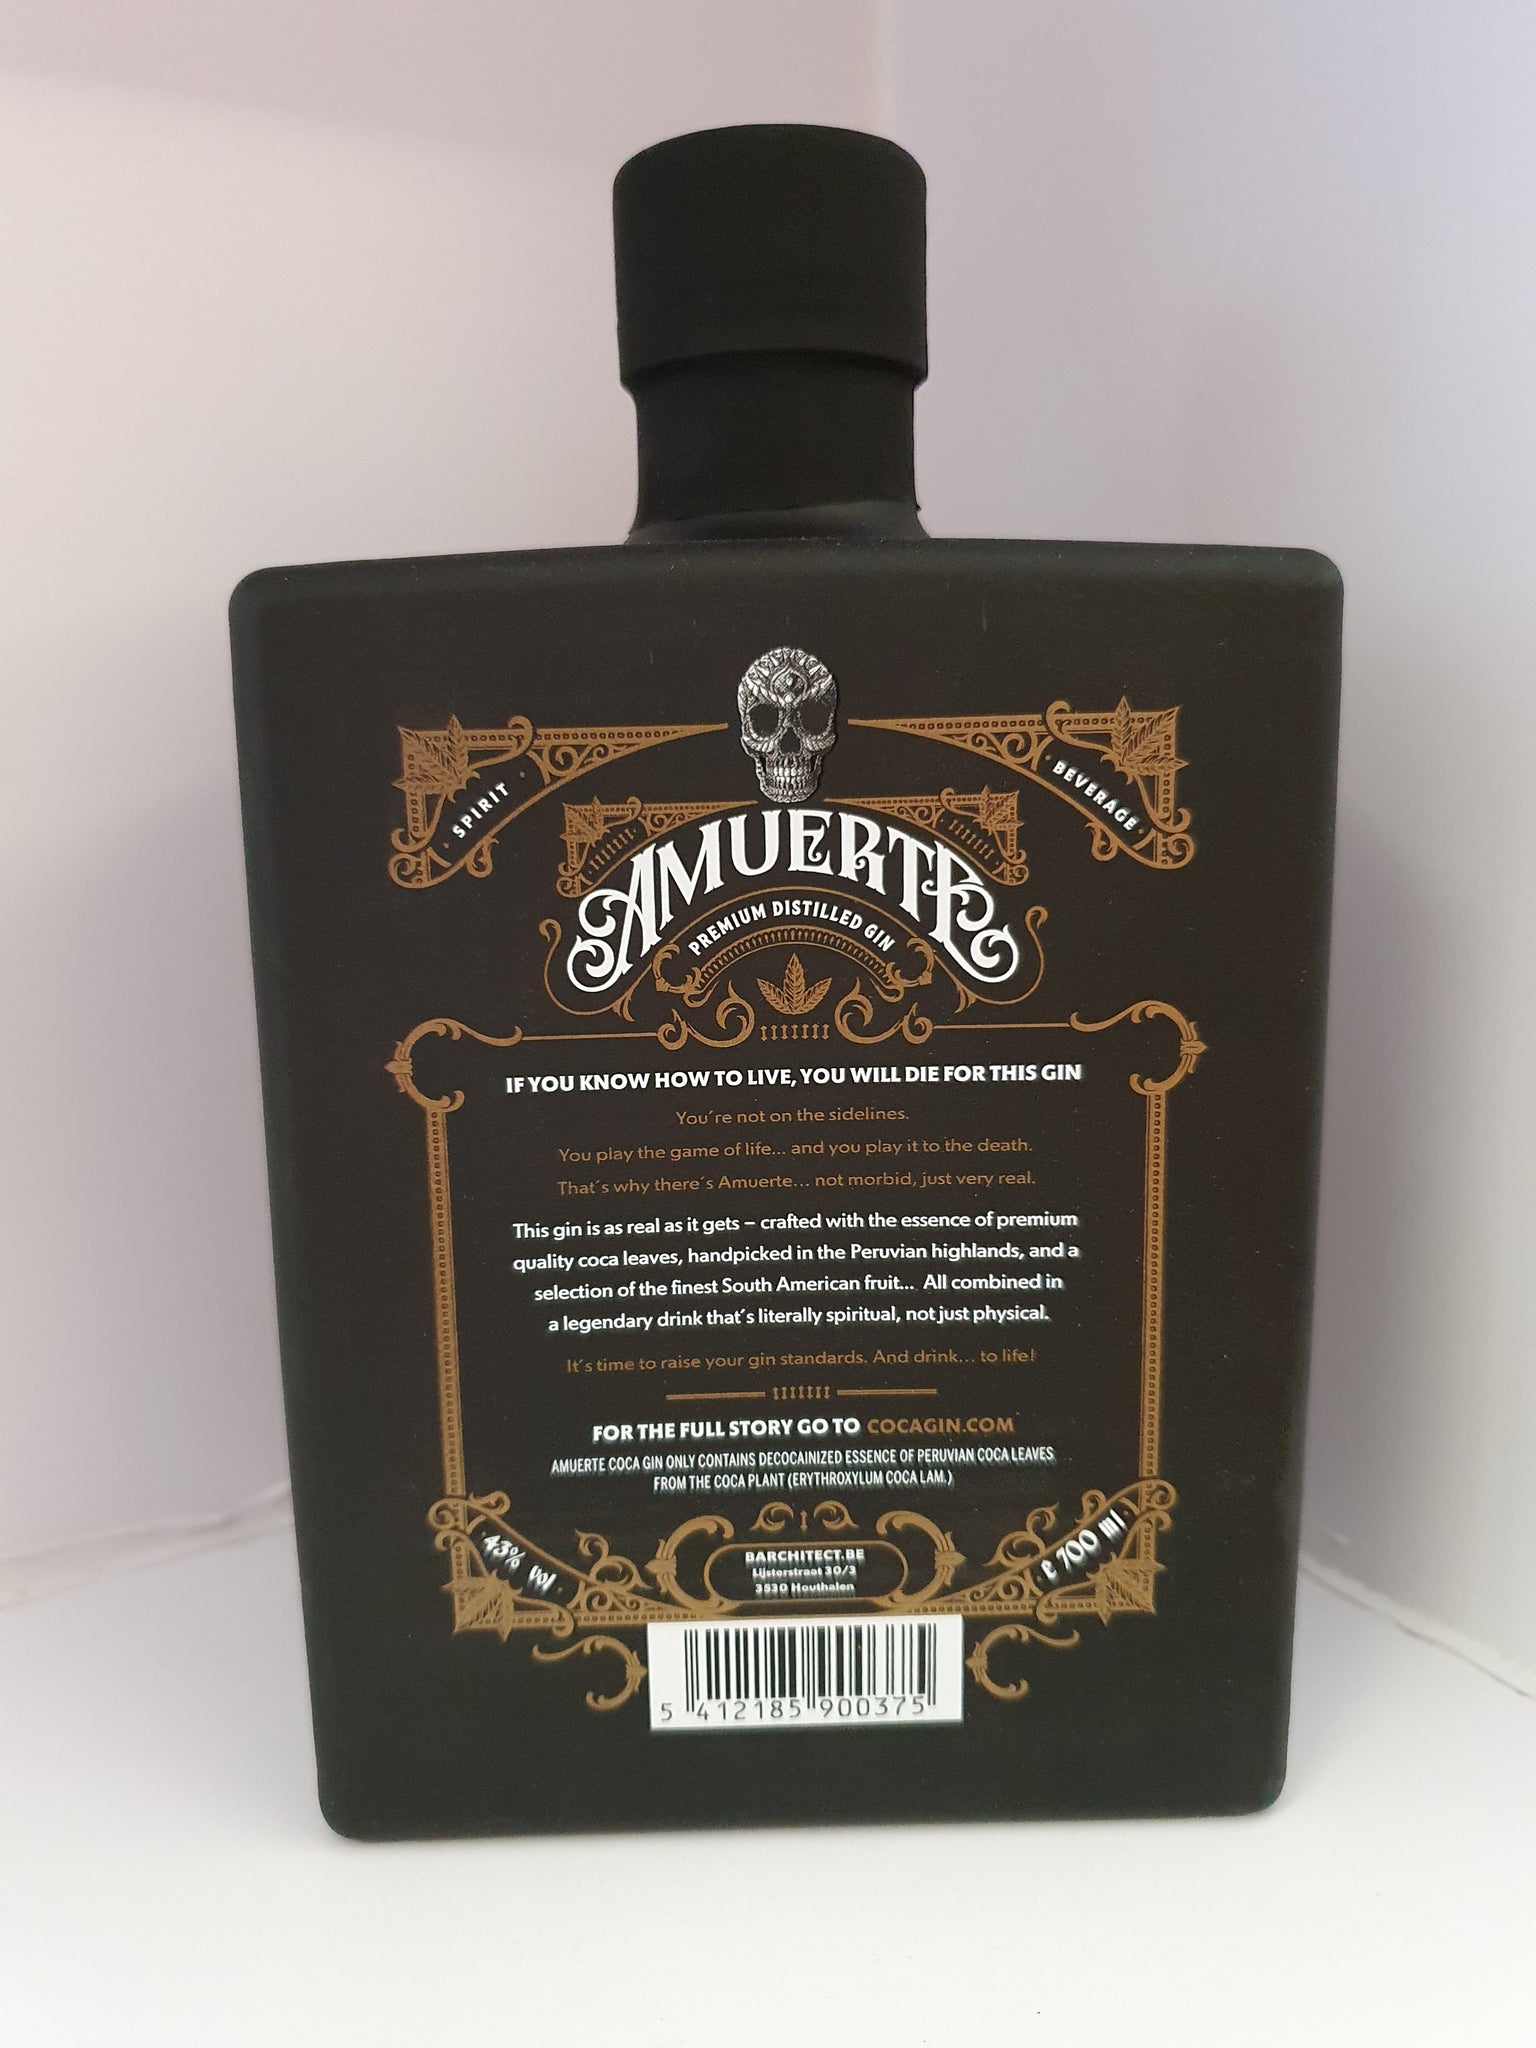 SPIRIT
BEVERAGE
AMUERTE
PREMIUM DISTILLED GIN
IF YOU KNOW HOW TO LIVE, YOU WILL DIE FOR THIS GIN
You´re not on the sidelines.
You play the game of life... and you play it to the death.
That´s why there´s Amuerte... not morbid, just very real.
This gin is as real as it gets – crafted with the essence of premium
quality coca leaves, handpicked in the Peruvian highlands, and a
selection of the finest South American fruit... All combined in
a legendary drink that´s literally spiritual, not just physical.
It´s time to raise your gin standards. And drink... to life!
FOR THE FULL STORY GO TO COCAGIN.COM
AMUERTE COCA GIN ONLY CONTAINS DECOCAINIZED ESSENCE OF PERUVIAN COCA LEAVES
FROM THE COCA PLANT (ERYTHROXYLUM COCA LAM.)
43% vol
BARCHITECT.BE
Lijsterstraat 30/3
3530 Houthalen
e 700 ml
5 412185 900375